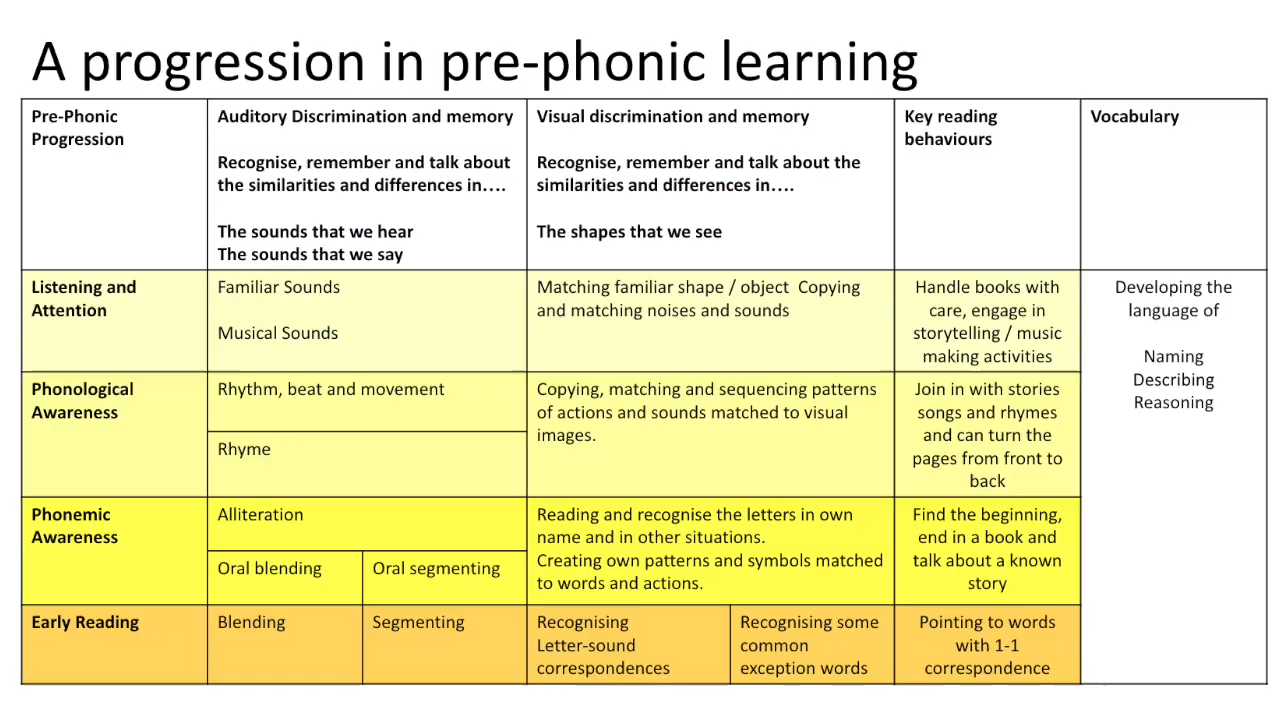 A progression in pre-phonic learning
Pre-Phonic
Progression
Auditory Discrimination and memory
Recognise, remember and talk about
the similarities and differences in….
The sounds that we hear
The sounds that we say
Visual discrimination and memory
Recognise, remember and talk about the
similarities and differences in….
The shapes that we see
Key reading
behaviours
Vocabulary
Listening and
Attention
Familiar Sounds
Musical Sounds
Matching familiar shape / object  Copying
and matching noises and sounds
Handle books with
care, engage in
storytelling / music
making activities
Developing the
language of
Naming
Describing
Reasoning
Phonological
Awareness
Rhythm, beat and movement
Rhyme
Copying, matching and sequencing patterns
of actions and sounds matched to visual
images.
Join in with stories
songs and rhymes
and can turn the
pages from front to
back
Phonemic
Awareness
Alliteration
Oral blending
Oral segmenting
Reading and recognise the letters in own
name and in other situations.
Creating own patterns and symbols matched
to words and actions.
Find the beginning,
end in a book and
talk about a known
story
Early Reading
Blending
Segmenting
Recognising
Letter-sound
correspondences
Recognising some
common
exception words
Pointing to words
with 1-1
correspondence